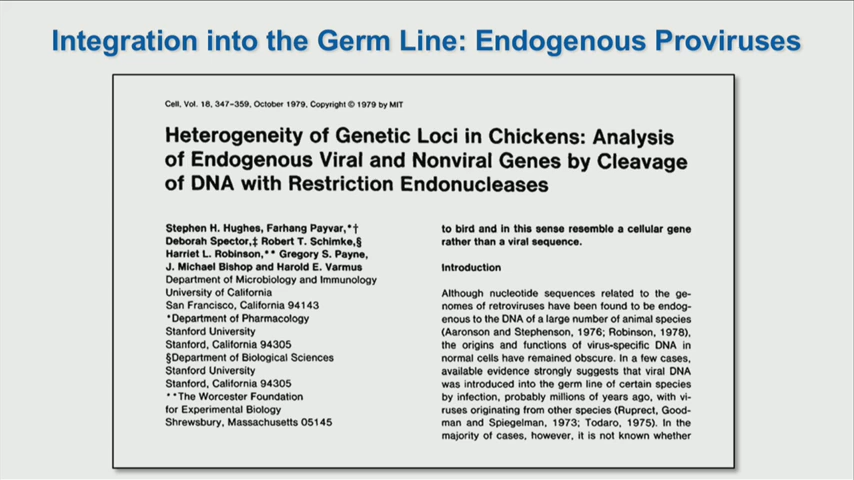 Integration into the Germ Line: Endogenous Proviruses
Cell, Vol. 18, 347–359, October 1979, Copyright © 1979 by MIT
Heterogeneity of Genetic Loci in Chickens: Analysis
of Endogenous Viral and Nonviral Genes by Cleavage
of DNA with Restriction Endonucleases
Stephen H. Hughes, Farhang Payvar,*†
Deborah Spector,‡ Robert T. Schimke,§
Harriet L. Robinson,** Gregory S. Payne,
J. Michael Bishop and Harold E. Varmus
Department of Microbiology and Immunology
University of California
San Francisco, California 94143
*Department of Pharmacology
Stanford University
Stanford, California 94305
§Department of Biological Sciences
Stanford University
Stanford, California 94305
**The Worcester Foundation
for Experimental Biology
Shrewsbury, Massachusetts 05145
to bird and in this sense resemble a cellular gene
rather than a viral sequence.
Introduction
Although nucleotide sequences related to the ge-
nomes of retroviruses have been found to be endog-
enous to the DNA of a large number of animal species
(Aaronson and Stephenson, 1976; Robinson, 1978),
the origins and functions of virus-specific DNA in
normal cells have remained obscure. In a few cases,
available evidence strongly suggests that viral DNA
was introduced into the germ line of certain species
by infection, probably millions of years ago, with vi-
ruses originating from other species (Ruprect, Good-
man and Spiegelman, 1973; Todaro, 1975). In the
majority of cases, however, it is not known whether